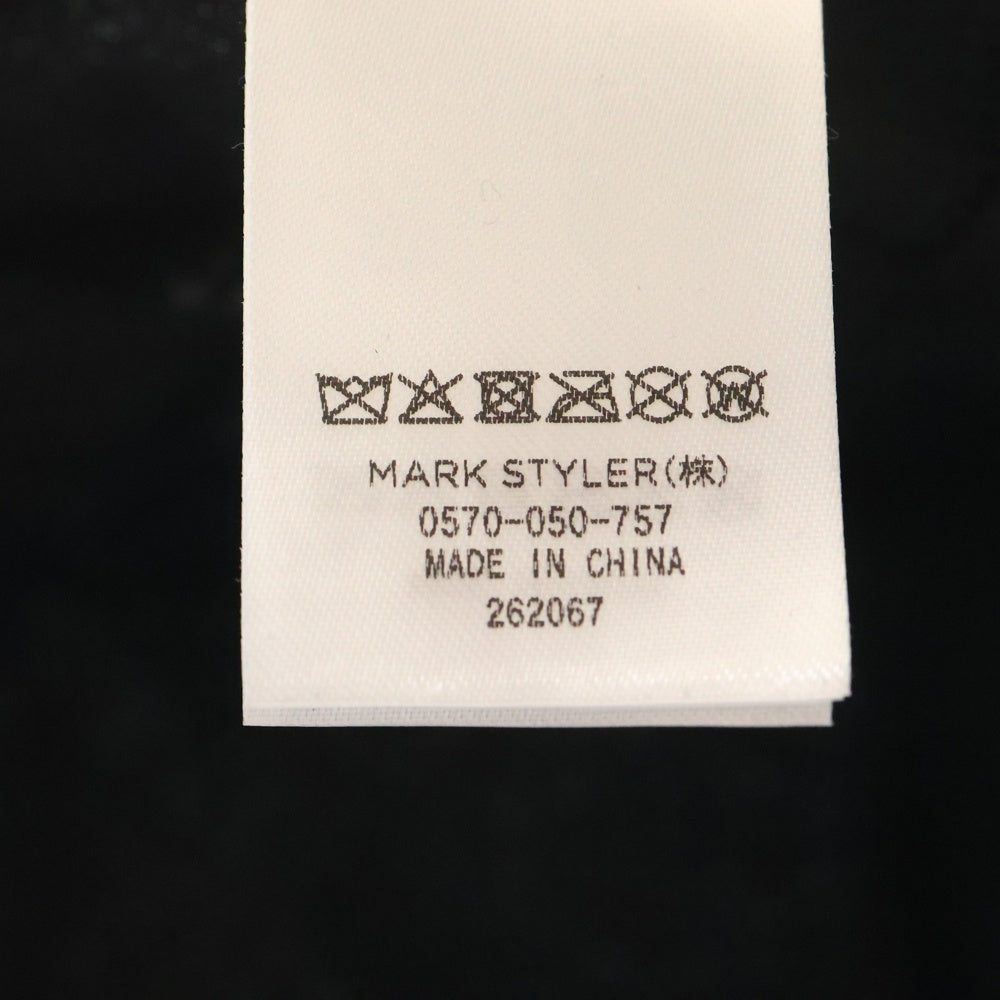 MARK STYLER(株)
0570-050-757
MADE IN CHINA
262067